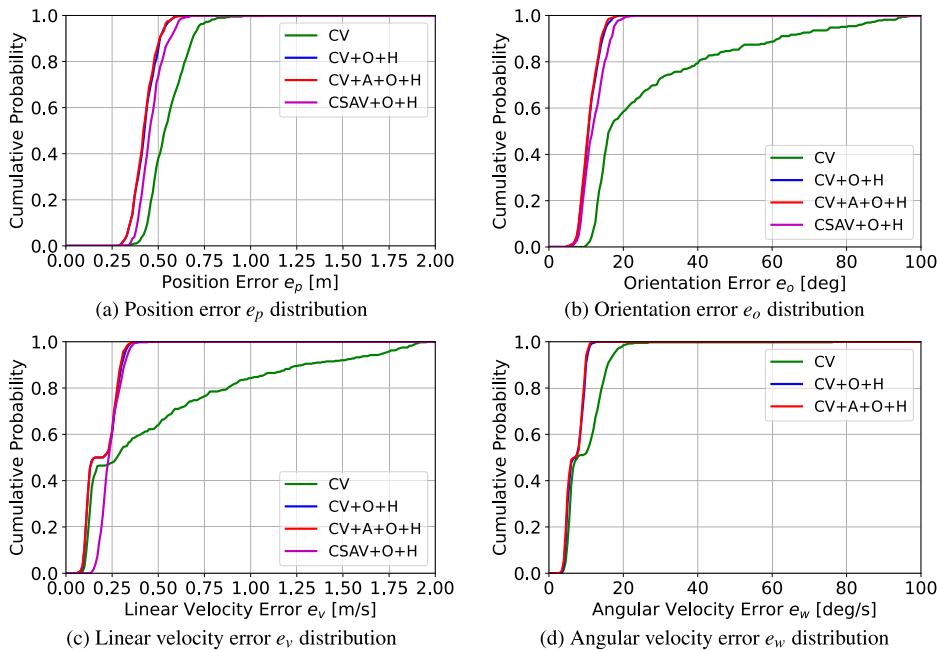 Cumulative Probability
1.0
0.8
0.6
0.4
0.2
0.0
CV
CV+O+H
CV+A+O+H
CSAV+O+H
0.00 0.25 0.50 0.75 1.00 1.25 1.50 1.75 2.00
Position Error e_p [m]
(a) Position error e_p distribution
Cumulative Probability
1.0
0.8
0.6
0.4
0.2
0.0
CV
CV+O+H
CV+A+O+H
CSAV+O+H
0 20 40 60 80 100
Orientation Error e_o [deg]
(b) Orientation error e_o distribution
Cumulative Probability
1.0
0.8
0.6
0.4
0.2
0.0
CV
CV+O+H
CV+A+O+H
CSAV+O+H
0.00 0.25 0.50 0.75 1.00 1.25 1.50 1.75 2.00
Linear Velocity Error e_v [m/s]
(c) Linear velocity error e_v distribution
Cumulative Probability
1.0
0.8
0.6
0.4
0.2
0.0
CV
CV+O+H
CV+A+O+H
0 20 40 60 80 100
Angular Velocity Error e_w [deg/s]
(d) Angular velocity error e_w distribution